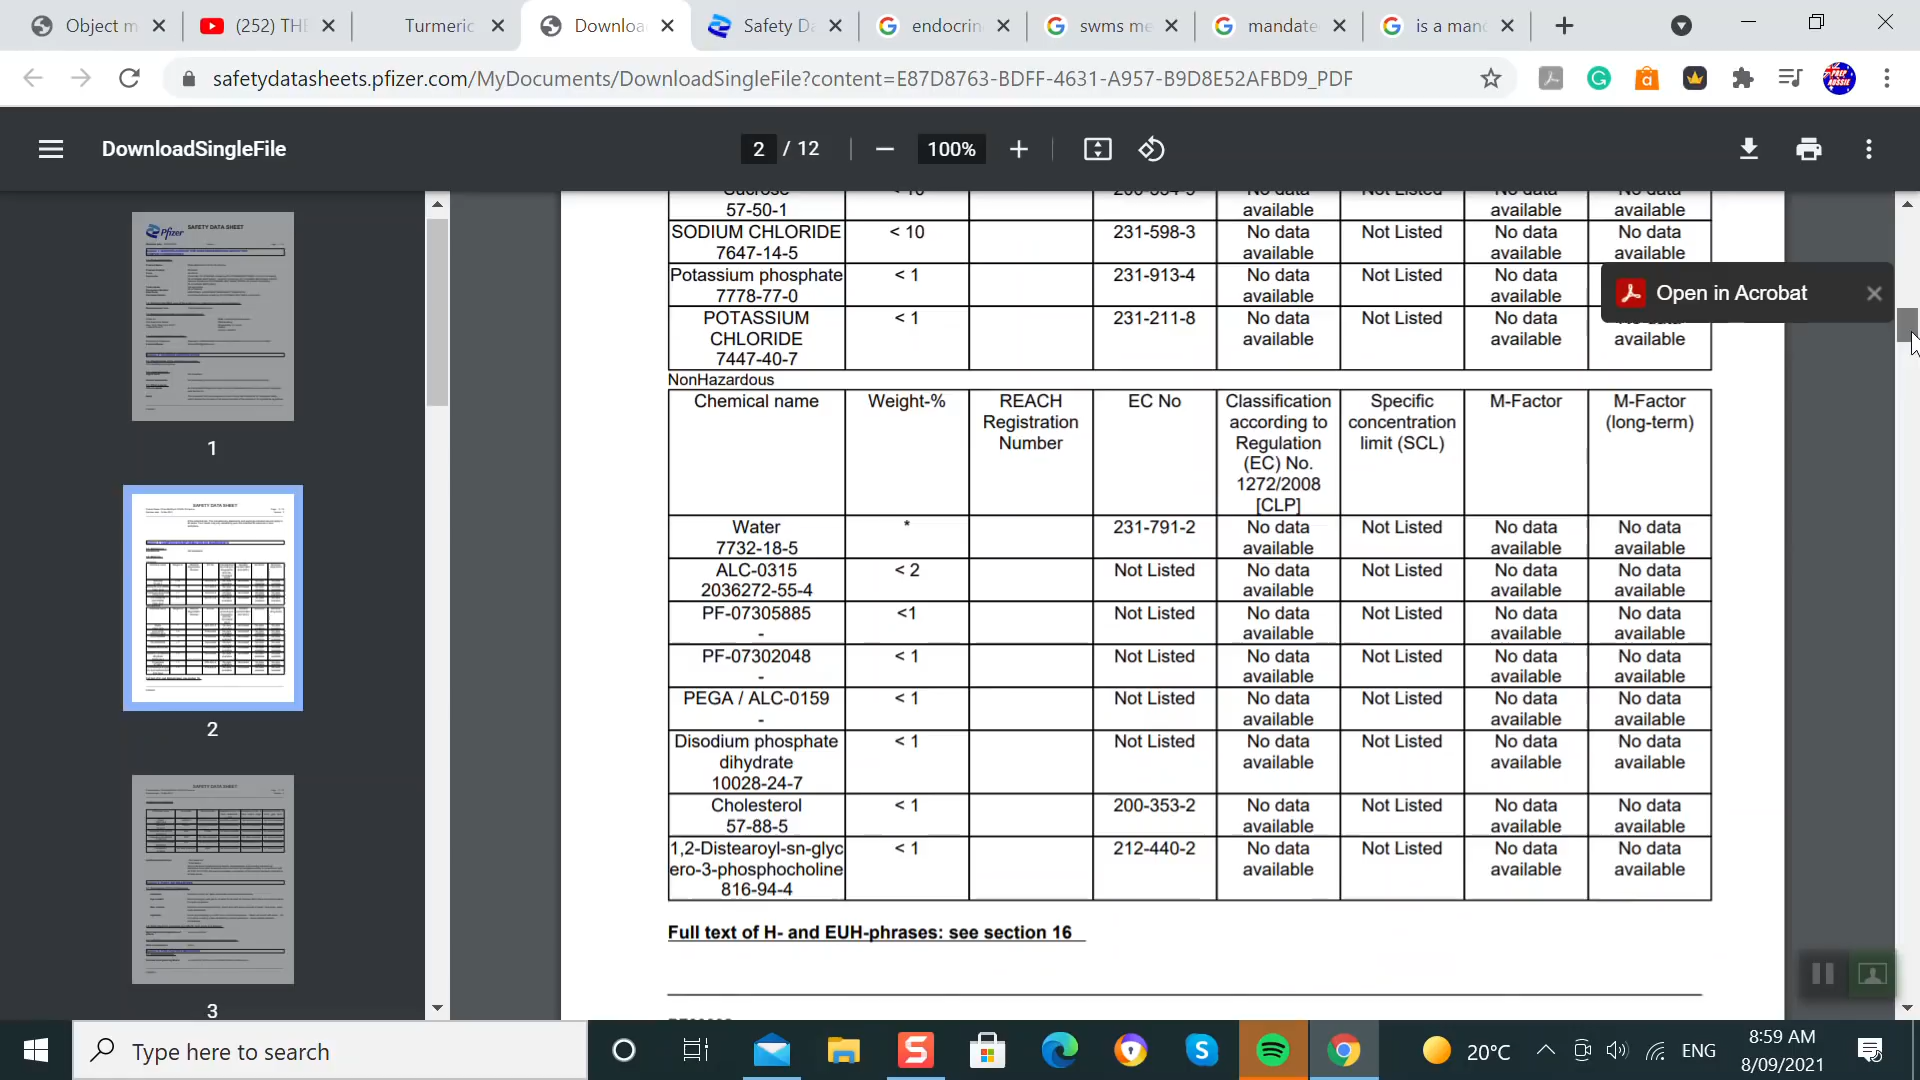 Object m
(252) THE
Turmeric
Downloa
Safety Da
endocrin
swms me
mandate
is a mand
safetydatasheets.pfizer.com/MyDocuments/DownloadSingleFile?content=E87D8763-BDFF-4631-A957-B9D8E52AFBD9_PDF
DownloadSingleFile
2 / 12
100%
SAFETY DATA SHEET
Pfizer
1
SAFETY DATA SHEET
2
SAFETY DATA SHEET
3
57-50-1 available available available
SODIUM CHLORIDE < 10 231-598-3 No data Not Listed No data No data
7647-14-5 available available available
Potassium phosphate < 1 231-913-4 No data Not Listed No data
7778-77-0 available available
POTASSIUM < 1 231-211-8 No data Not Listed No data
CHLORIDE available available available
7447-40-7
Open in Acrobat
NonHazardous
Chemical name Weight-% REACH EC No Classification Specific M-Factor M-Factor
Registration according to concentration (long-term)
Number Regulation limit (SCL)
(EC) No.
1272/2008
[CLP]
Water * 231-791-2 No data Not Listed No data No data
7732-18-5 available available available
ALC-0315 < 2 Not Listed No data Not Listed No data No data
2036272-55-4 available available available
PF-07305885 <1 Not Listed No data Not Listed No data No data
- available available available
PF-07302048 < 1 Not Listed No data Not Listed No data No data
- available available available
PEGA / ALC-0159 < 1 Not Listed No data Not Listed No data No data
- available available available
Disodium phosphate < 1 Not Listed No data Not Listed No data No data
dihydrate available available available
10028-24-7
Cholesterol < 1 200-353-2 No data Not Listed No data No data
57-88-5 available available available
1,2-Distearoyl-sn-glyc < 1 212-440-2 No data Not Listed No data No data
ero-3-phosphocholine available available available
816-94-4
Full text of H- and EUH-phrases: see section 16
Type here to search
20°C
ENG
8:59 AM
8/09/2021